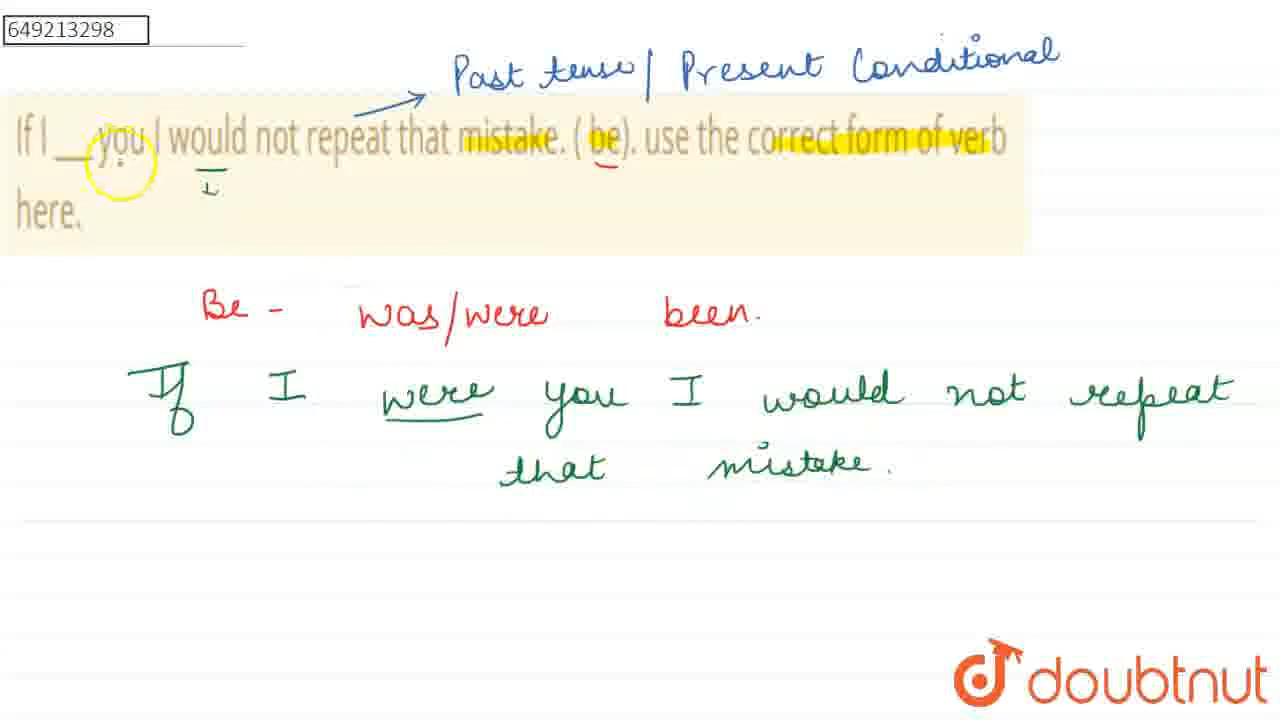 649213298
Past tense / Present Conditional
If I __ you I would not repeat that mistake. ( be). use the correct form of verb
here.
Be - was/were been.
If I were you I would not repeat
that mistake.
doubtnut